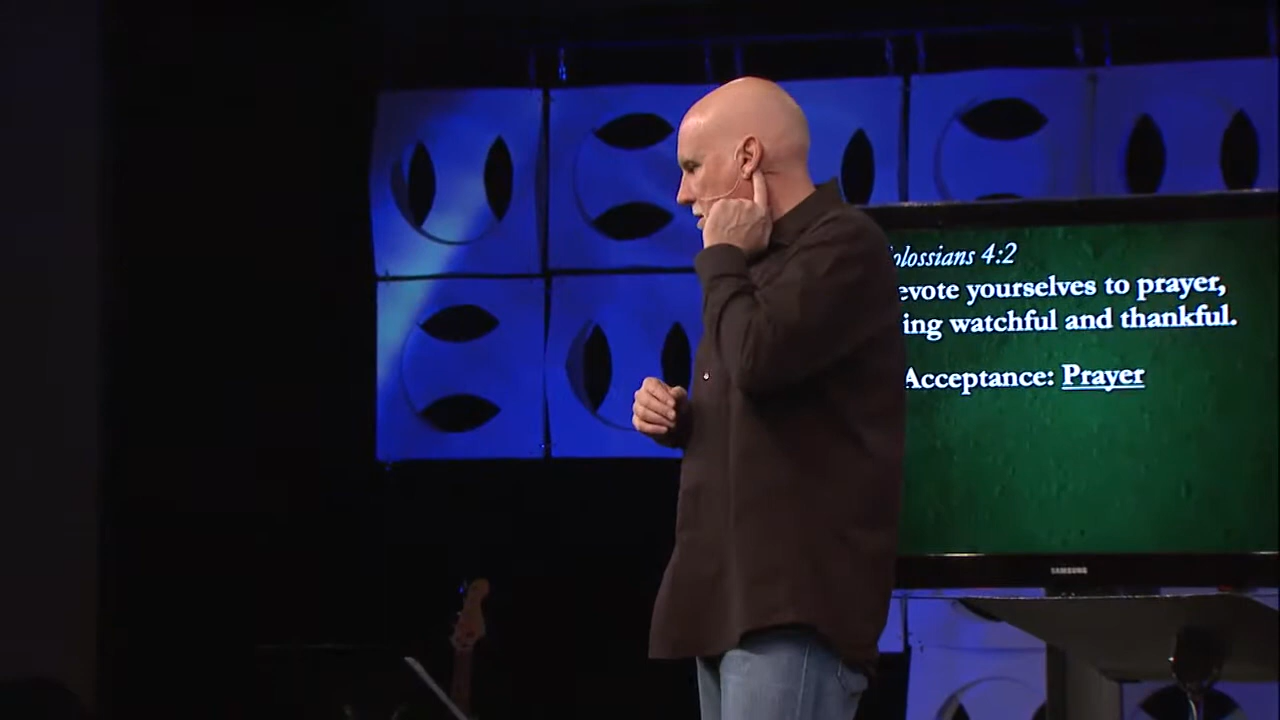 olossians 4:2
evote yourselves to prayer,
ing watchful and thankful.
Acceptance: Prayer
SAMSUNG